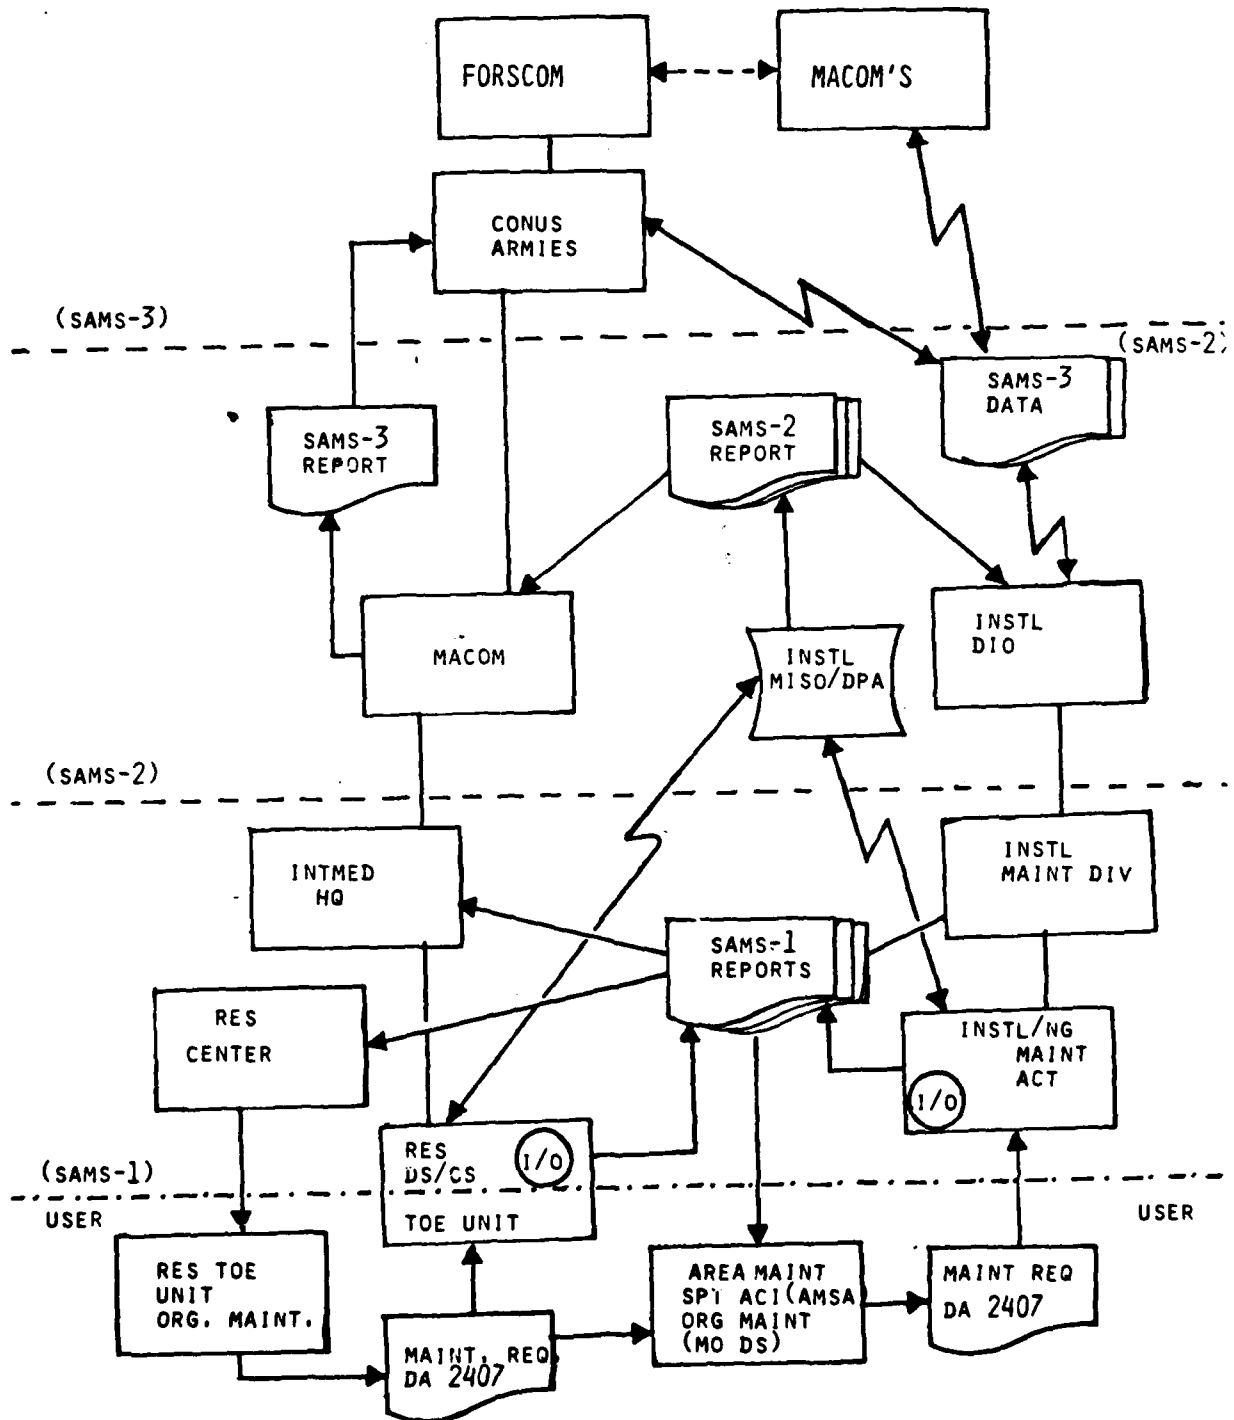 FORSCOM
MACOM'S
CONUS
ARMIES
(SAMS-3)
(SAMS-2)
SAMS-3
DATA
SAMS-3
REPORT
SAMS-2
REPORT
MACOM
INSTL
MISO/DPA
INSTL
DIO
(SAMS-2)
INTMED
HQ
INSTL
MAINT DIV
SAMS-1
REPORTS
RES
CENTER
INSTL/NG
MAINT
ACT
I/O
RES
DS/CS
I/O
TOE UNIT
(SAMS-1)
USER
USER
RES TOE
UNIT
ORG. MAINT.
MAINT. REQ
DA 2407
AREA MAINT
SPT ACI(AMSA
ORG MAINT
(MO DS)
MAINT REQ
DA 2407